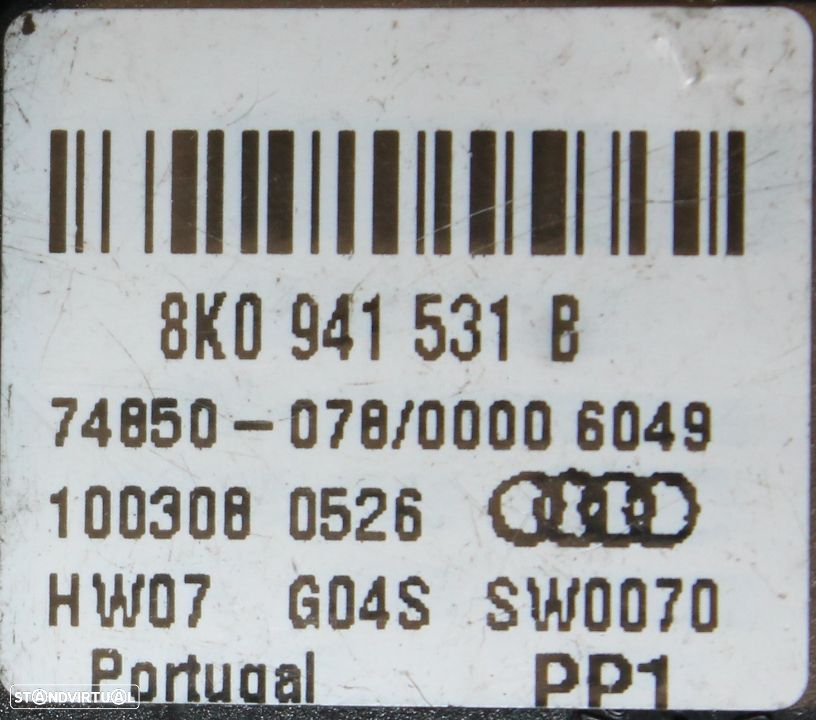 8K0 941 531 B
74850-078/0000 6049
100308 0526
HW07 G04S SW0070
Portugal PP1
STANDVIRTUAL